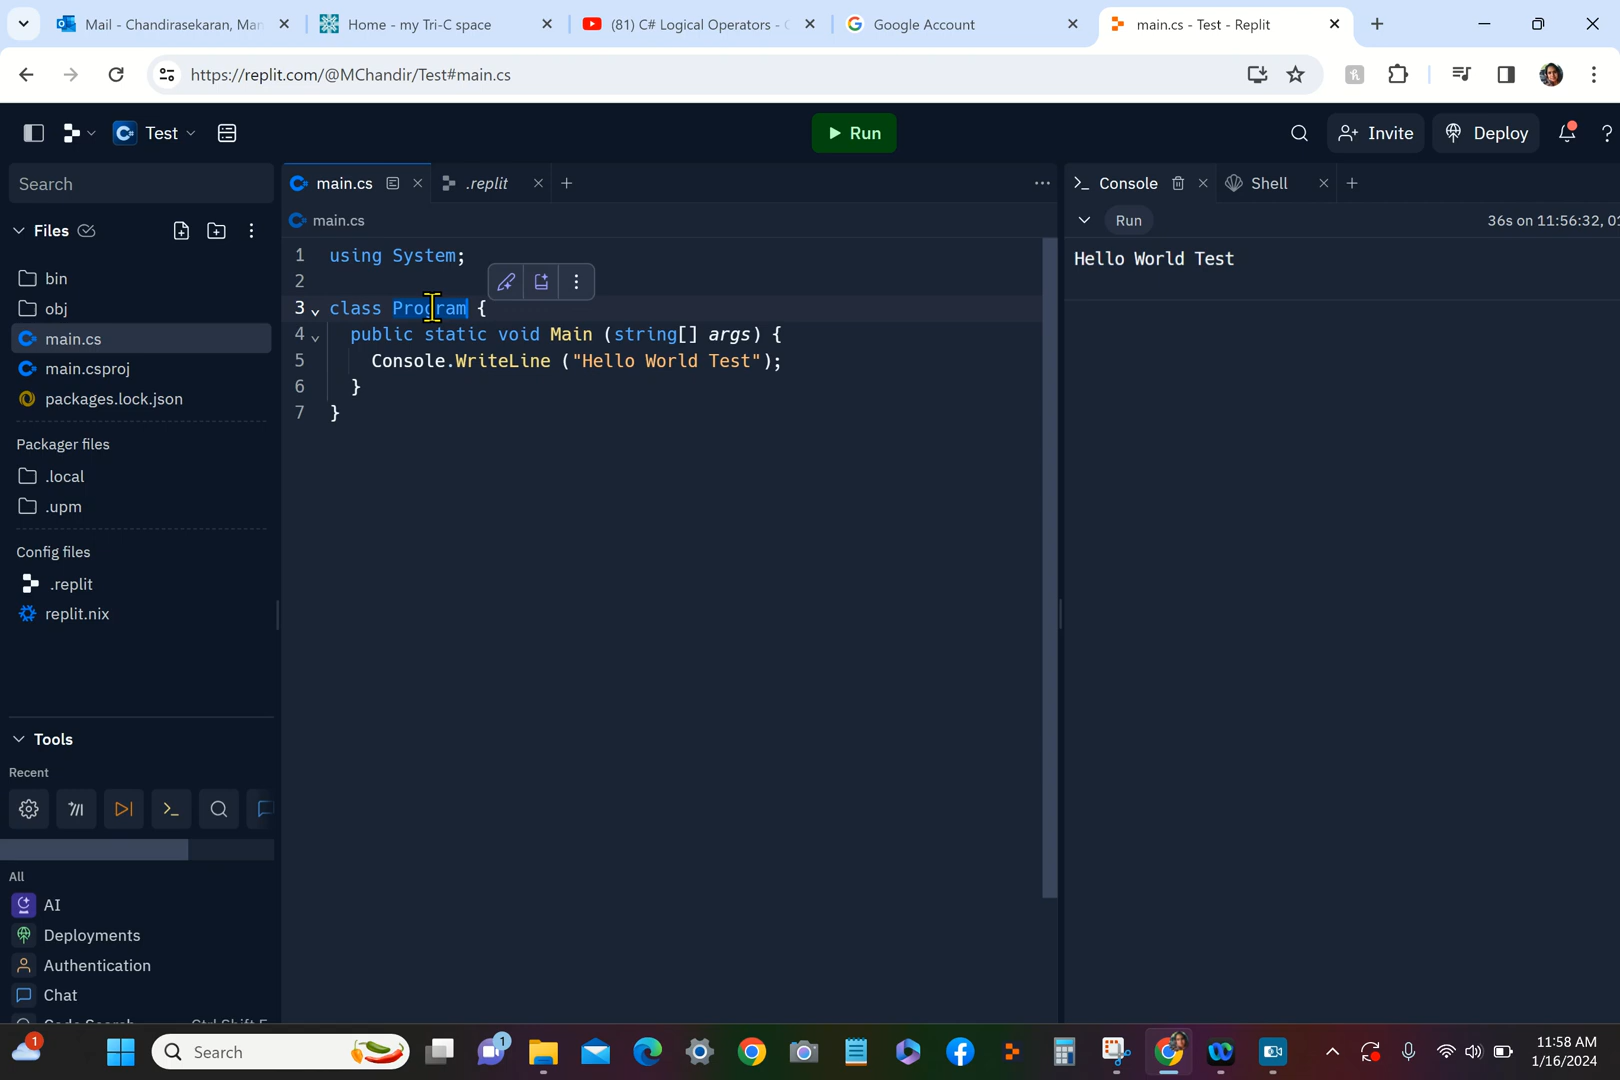 Mail - Chandirasekaran, Man
Home - my Tri-C space
(81) C# Logical Operators -
Google Account
main.cs - Test - Replit
https://replit.com/@MChandir/Test#main.cs
Test
Run
Invite
Deploy
?
Search
main.cs
.replit
Console
Shell
Files
main.cs
Run
36s on 11:56:32, 01
bin
obj
main.cs
main.csproj
packages.lock.json
Packager files
.local
.upm
Config files
.replit
replit.nix
1 using System;
2
3 class Program {
4 public static void Main (string[] args) {
5 Console.WriteLine ("Hello World Test");
6 }
7 }
Hello World Test
Tools
Recent
All
AI
Deployments
Authentication
Chat
1
Search
1
11:58 AM
1/16/2024